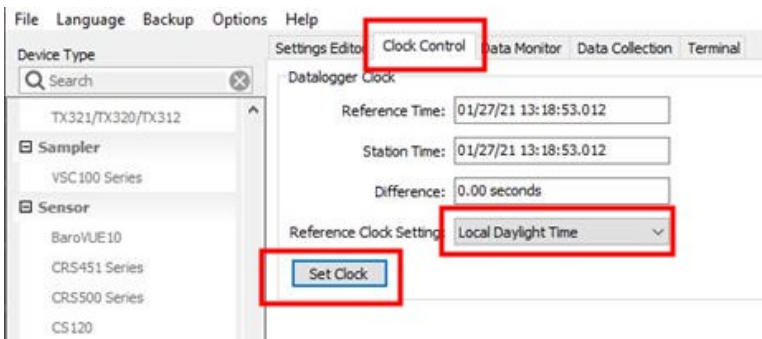 File Language Backup Options Help
Device Type
Search
TX321/TX320/TX312
Sampler
VSC100 Series
Sensor
BaroVUE10
CRS451 Series
CRS500 Series
CS120
Settings Editor Clock Control Data Monitor Data Collection Terminal
Datalogger Clock
Reference Time: 01/27/21 13:18:53.012
Station Time: 01/27/21 13:18:53.012
Difference: 0.00 seconds
Reference Clock Setting: Local Daylight Time
Set Clock